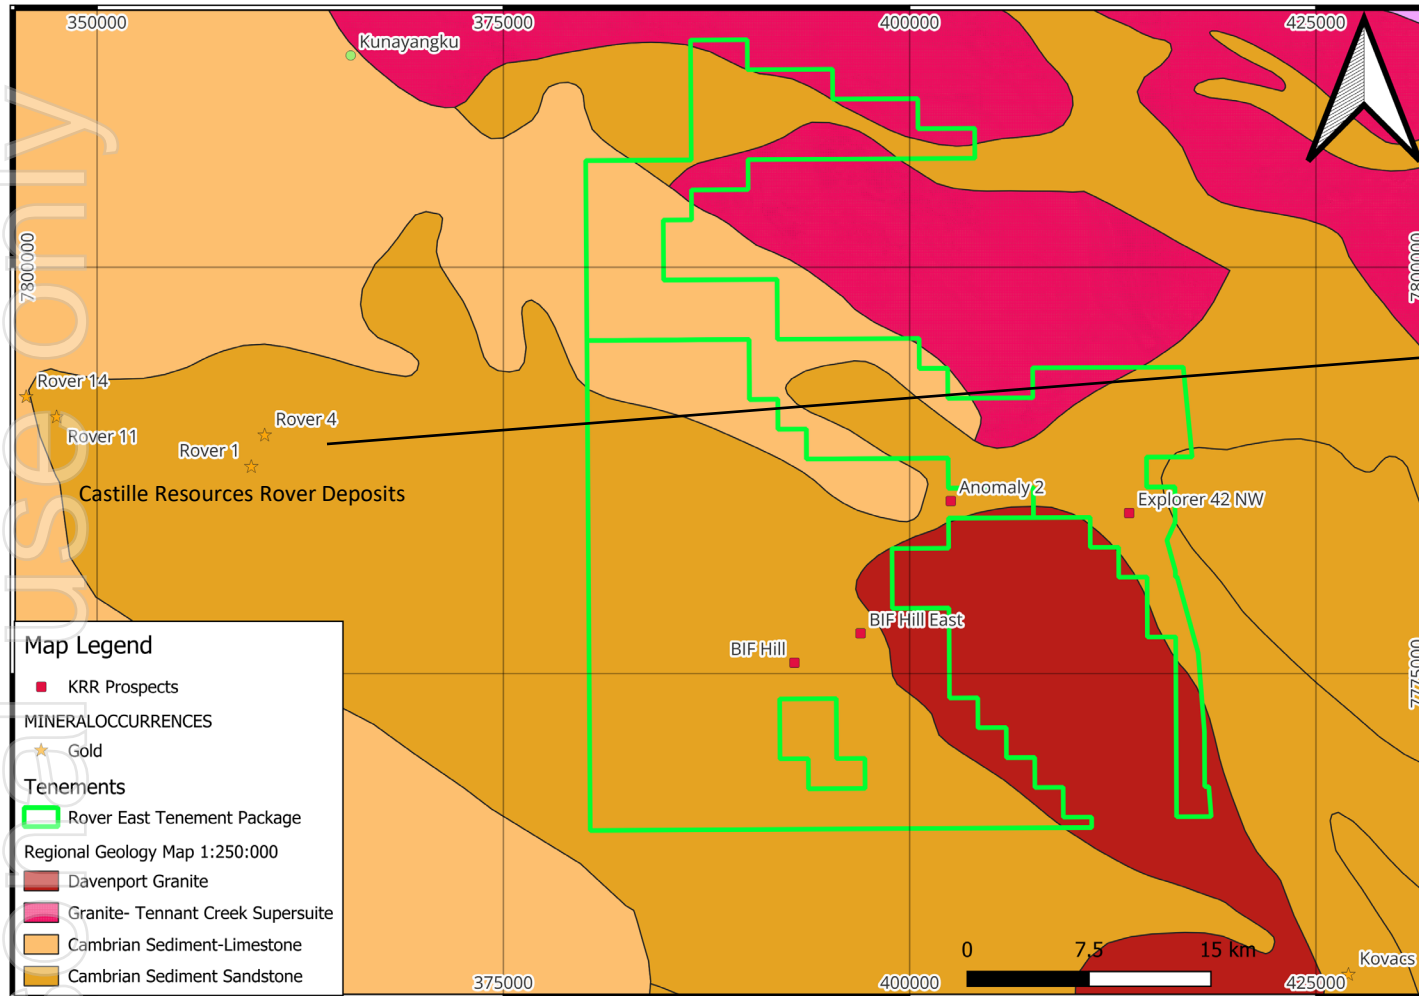 350000
375000
400000
425000
Kunayangku
7800000
7800000
Rover 14
Rover 11
Rover 4
Rover 1
Castille Resources Rover Deposits
Anomaly 2
Explorer 42 NW
BIF Hill East
BIF Hill
7775000
Map Legend
KRR Prospects
MINERALOCCURRENCES
Gold
Tenements
Rover East Tenement Package
Regional Geology Map 1:250:000
Davenport Granite
Granite- Tennant Creek Supersuite
Cambrian Sediment-Limestone
Cambrian Sediment Sandstone
0 7.5 15 km
Kovacs
375000
400000
425000
onal use only